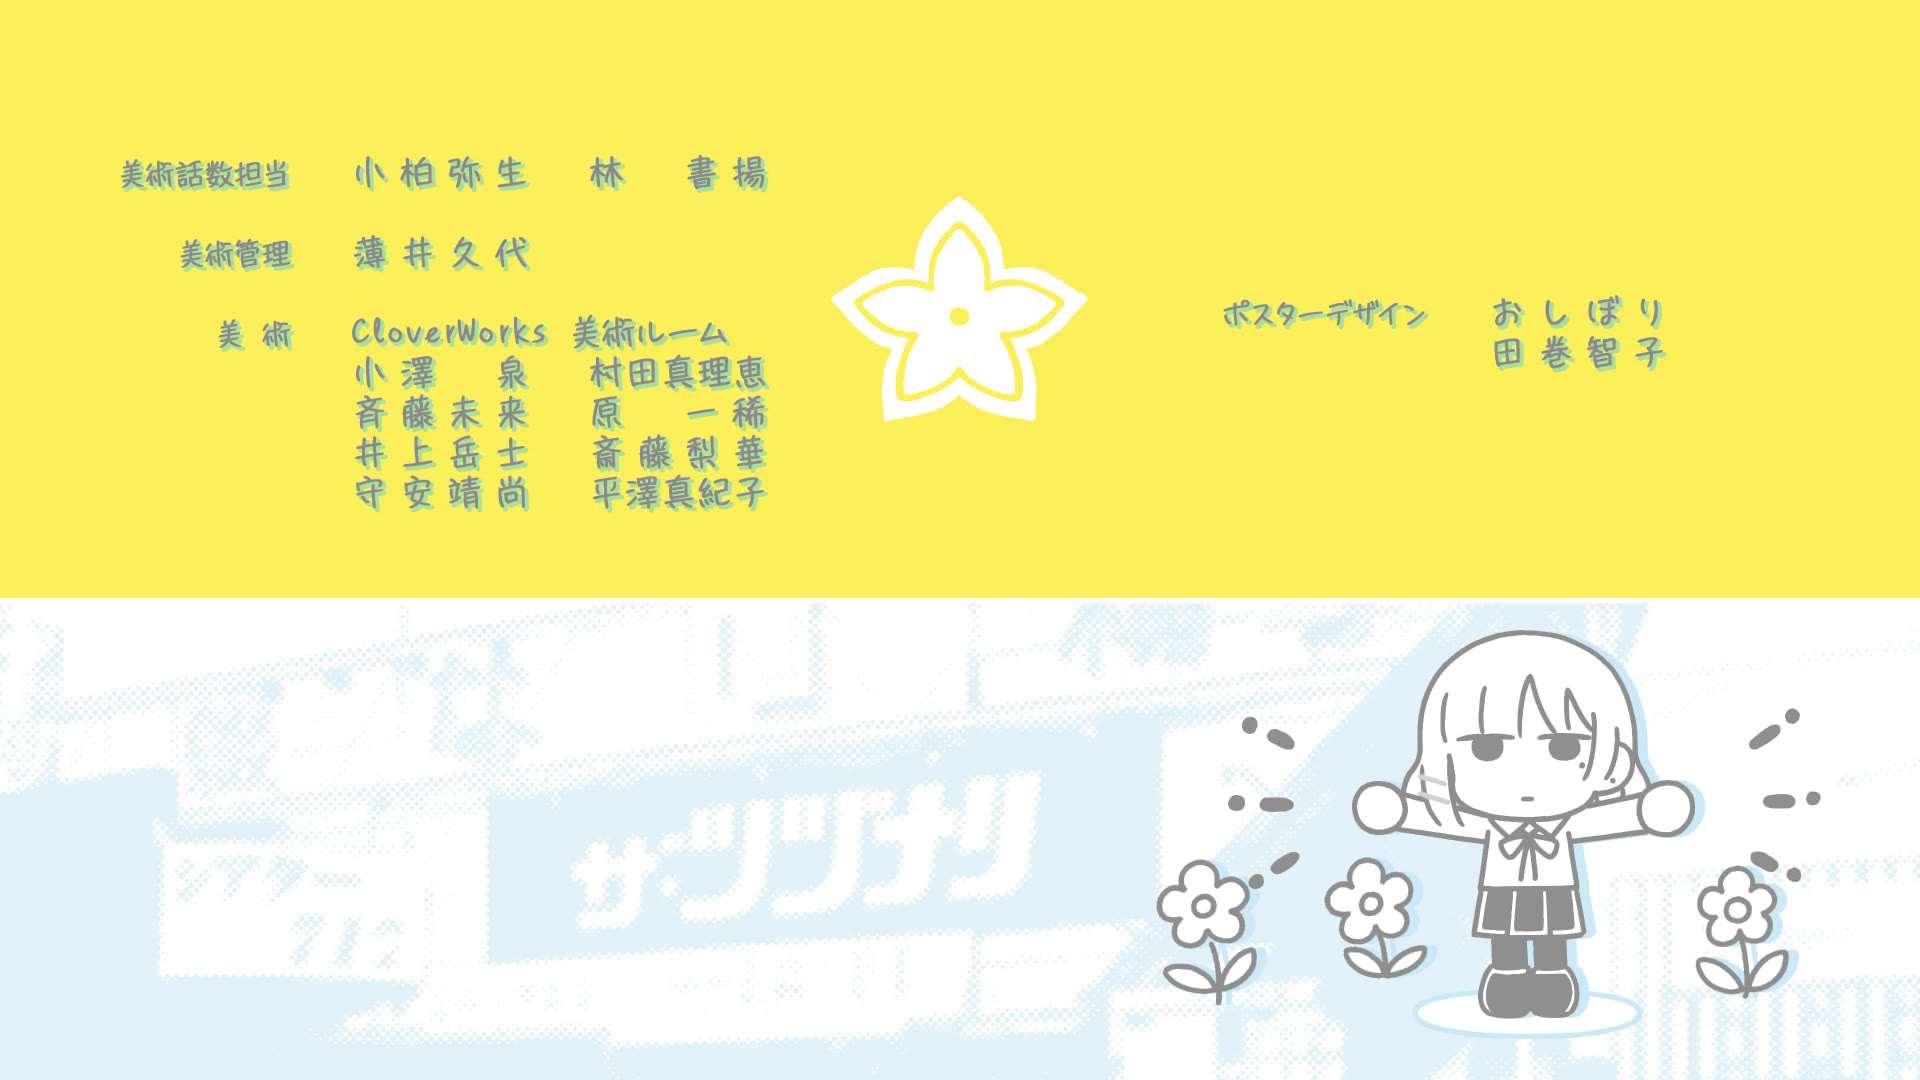 美術話数担当 小柏弥生 林 書揚
美術管理 薄井久代
美術 CloverWorks 美術ルーム
小澤 泉 村田真理恵
斉藤未来 原 一稀
井上岳士 斎藤梨華
守安靖尚 平澤真紀子
ポスターデザイン おしぼり
田巻智子
シアター
712
ザ・ソソナリ